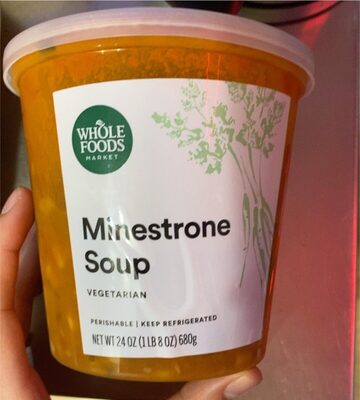 WHOLE
FOODS
MARKET
Minestrone
Soup
VEGETARIAN
PERISHABLE | KEEP REFRIGERATED
NET WT 24 OZ (1 LB 8 OZ) 680g